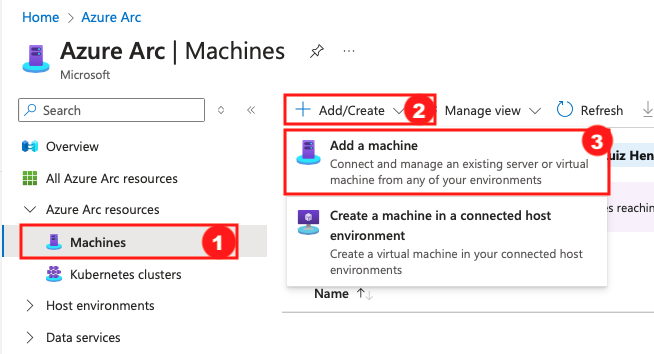 Home > Azure Arc >
Azure Arc | Machines
Microsoft
Search
Overview
All Azure Arc resources
Azure Arc resources
Machines 1
Kubernetes clusters
Host environments
Data services
Add/Create 2 Manage view Refresh
3
Add a machine
Connect and manage an existing server or virtual
machine from any of your environments
Create a machine in a connected host
environment
Create a virtual machine in your connected host
environments
Name ↑↓
uiz Hen
es reachin